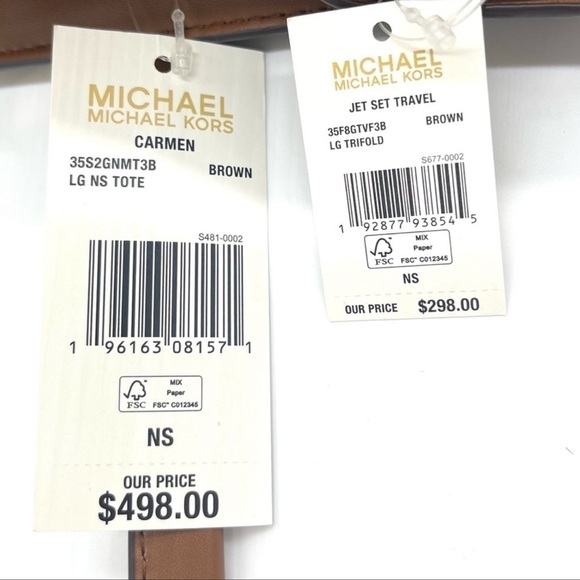 MICHAEL
MICHAEL KORS
CARMEN
35S2GNMT3B BROWN
LG NS TOTE
S481-0002
1 96163 08157 1
FSC
MIX
Paper
FSC™ C012345
NS
OUR PRICE
$498.00
MICHAEL
MICHAEL KORS
JET SET TRAVEL
35F8GTVF3B BROWN
LG TRIFOLD
S677-0002
1 92877 93854 5
FSC
MIX
Paper
FSC™ C012345
NS
OUR PRICE $298.00